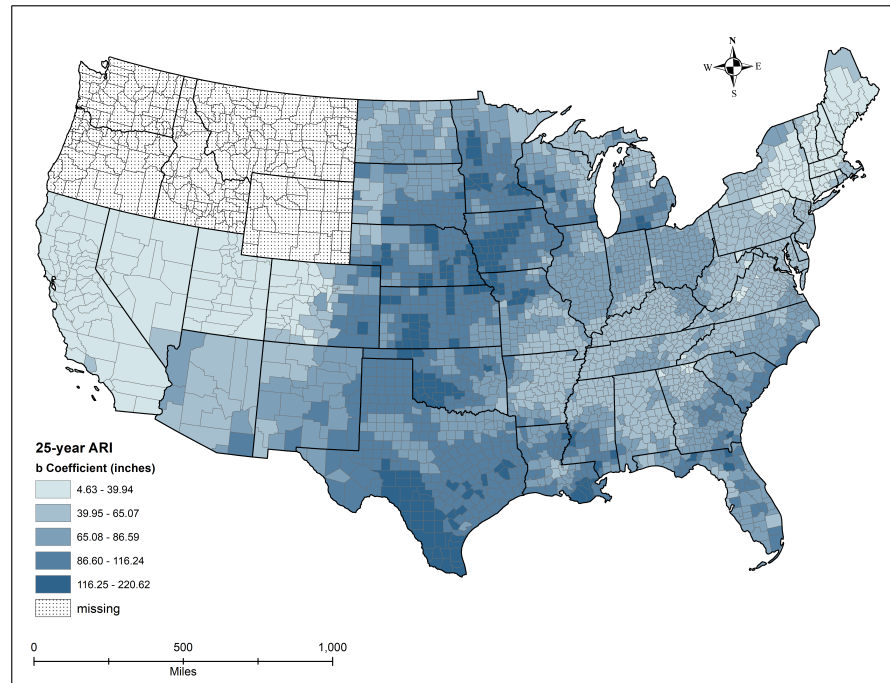 N
W E
S
25-year ARI
b Coefficient (inches)
4.63 - 39.94
39.95 - 65.07
65.08 - 86.59
86.60 - 116.24
116.25 - 220.62
missing
0 500 1,000
Miles